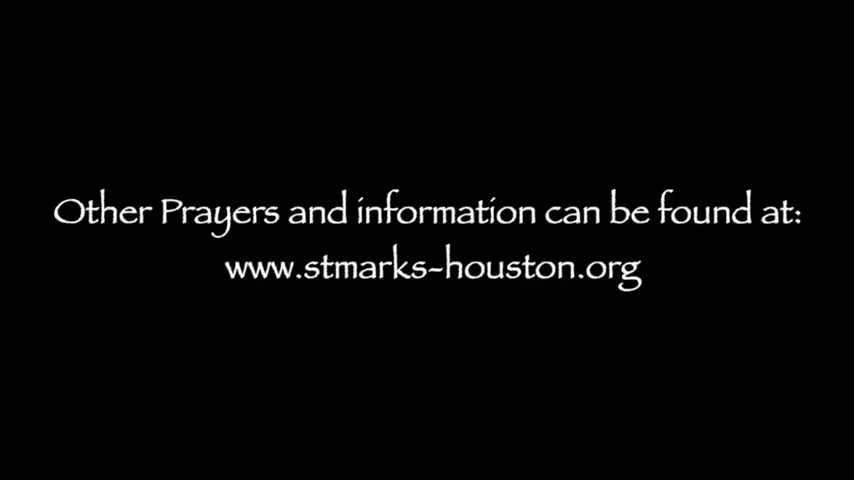 Other Prayers and information can be found at:
www.stmarks-houston.org